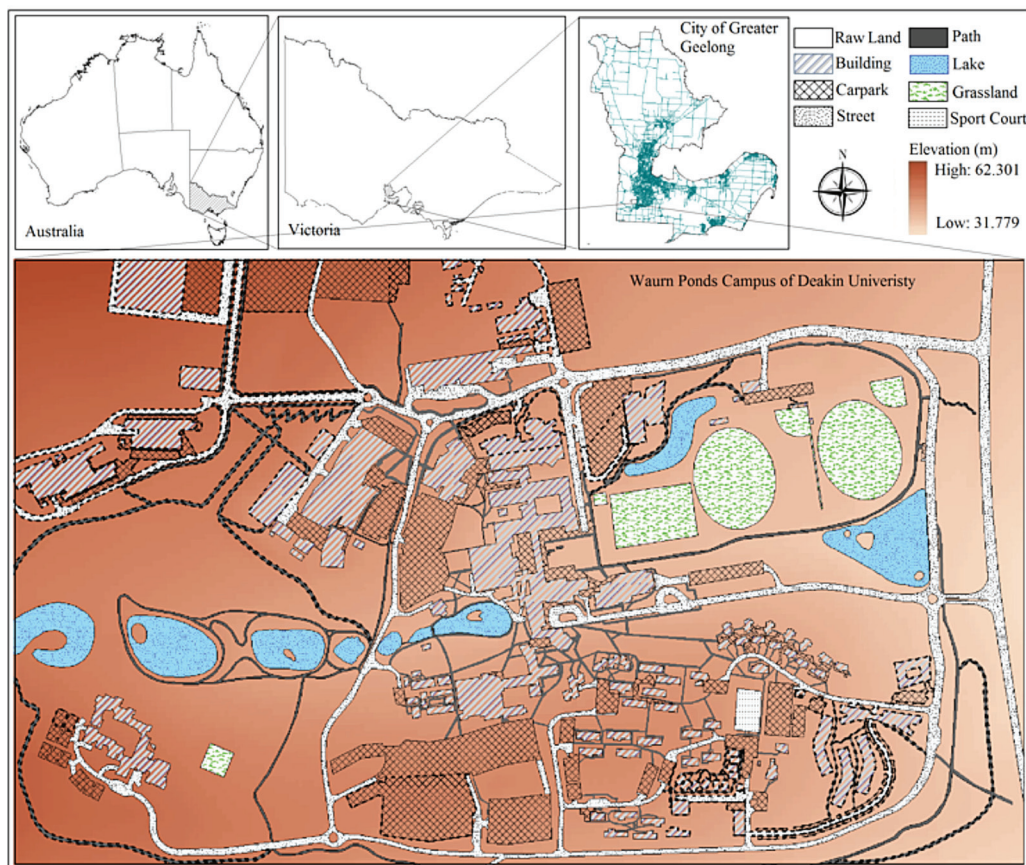 City of Greater
Geelong
Australia
Victoria
Raw Land
Building
Carpark
Street
Path
Lake
Grassland
Sport Court
N
Elevation (m)
High: 62.301
Low: 31.779
Waurn Ponds Campus of Deakin Univeristy